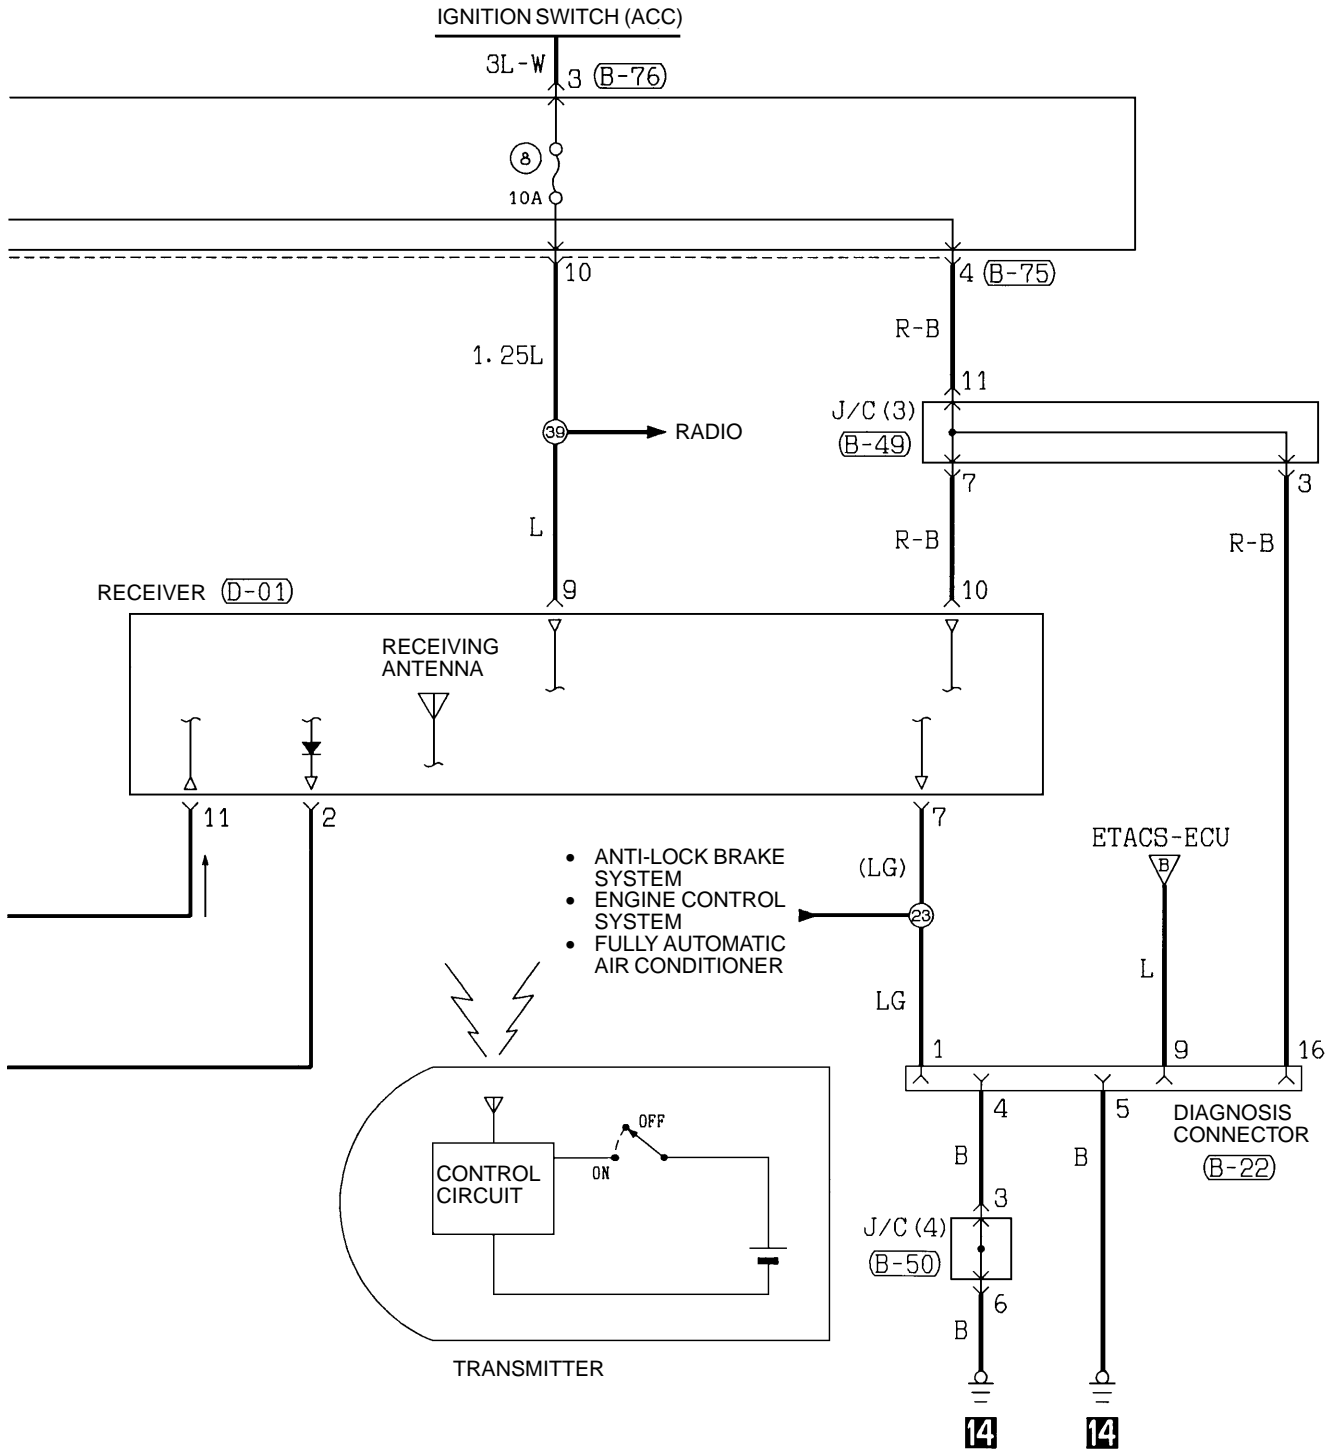 IGNITION SWITCH (ACC)
3L-W
3 (B-76)
8
10A
10
4 (B-75)
R-B
1.25L
11
J/C (3)
(B-49)
39
RADIO
7
3
L
R-B
R-B
9
10
RECEIVER (D-01)
RECEIVING
ANTENNA
11
2
7
ETACS-ECU
B
• ANTI-LOCK BRAKE
SYSTEM
• ENGINE CONTROL
SYSTEM
• FULLY AUTOMATIC
AIR CONDITIONER
(LG)
23
L
LG
1
9
16
4
5
DIAGNOSIS
CONNECTOR
(B-22)
OFF
ON
CONTROL
CIRCUIT
B
B
3
J/C (4)
(B-50)
6
B
TRANSMITTER
14
14